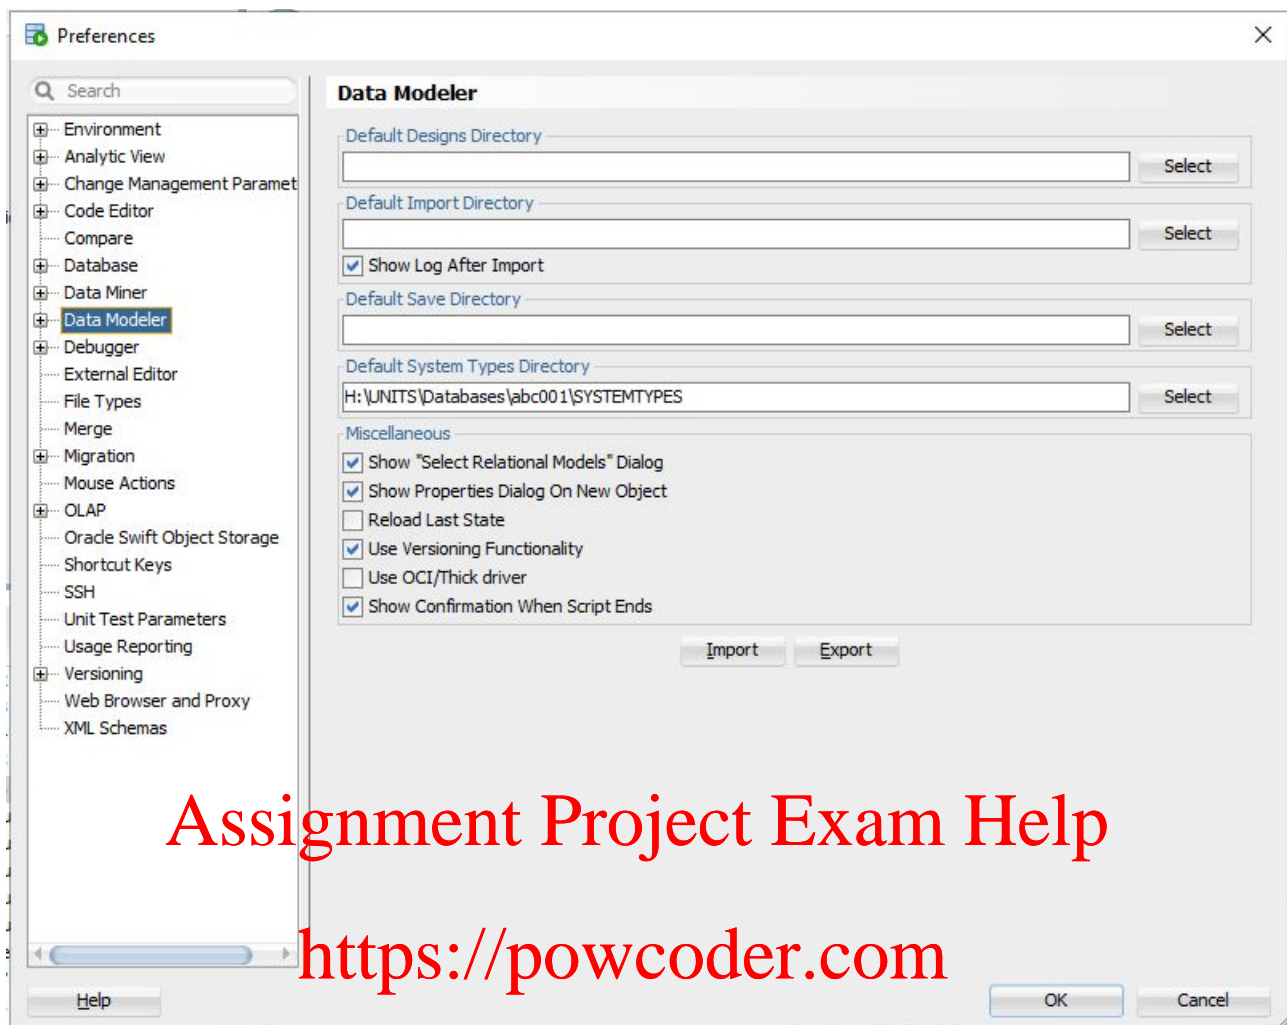 Preferences
Search
Environment
Analytic View
Change Management Paramet
Code Editor
Compare
Database
Data Miner
Data Modeler
Debugger
External Editor
File Types
Merge
Migration
Mouse Actions
OLAP
Oracle Swift Object Storage
Shortcut Keys
SSH
Unit Test Parameters
Usage Reporting
Versioning
Web Browser and Proxy
XML Schemas
Data Modeler
Default Designs Directory
Select
Default Import Directory
Select
Show Log After Import
Default Save Directory
Select
Default System Types Directory
H:\UNITS\Databases\abc001\SYSTEMTYPES
Select
Miscellaneous
Show "Select Relational Models" Dialog
Show Properties Dialog On New Object
Reload Last State
Use Versioning Functionality
Use OCI/Thick driver
Show Confirmation When Script Ends
Import Export
Assignment Project Exam Help
https://powcoder.com
Help OK Cancel